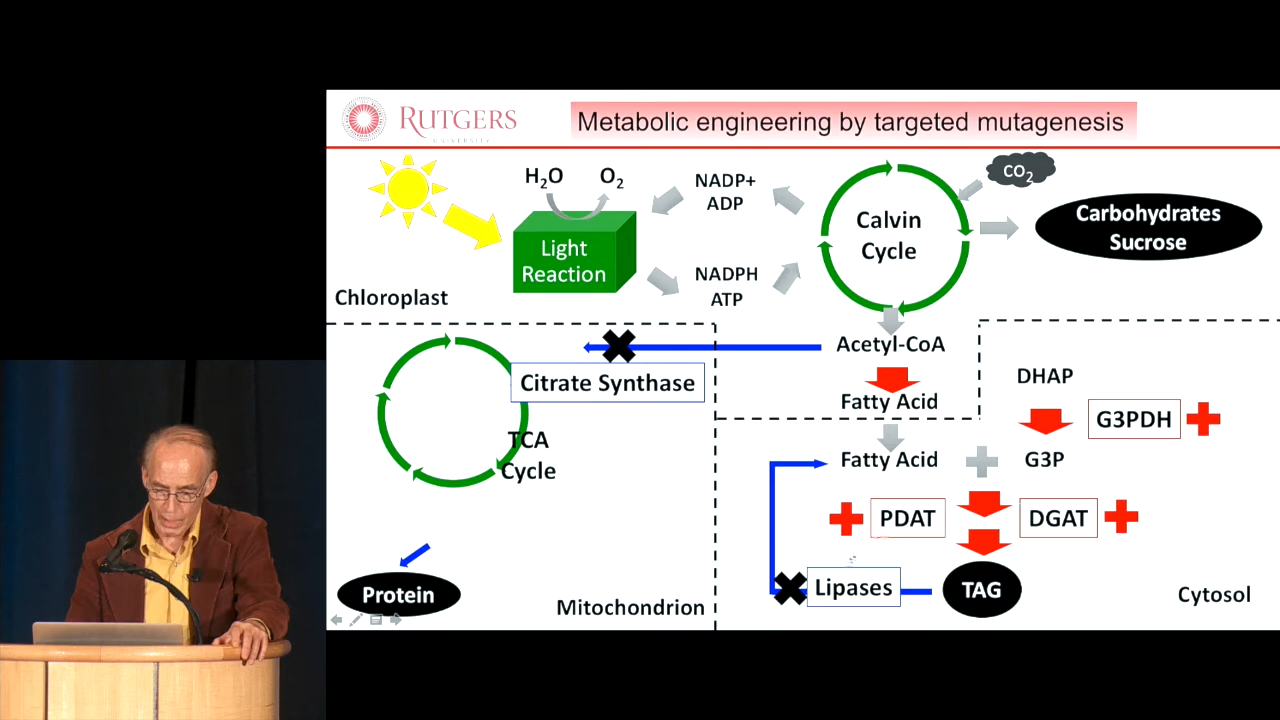 RUTGERS
UNIVERSITY
Metabolic engineering by targeted mutagenesis
H₂O
O₂
NADP+
ADP
CO₂
Calvin
Cycle
Carbohydrates
Sucrose
Light
Reaction
NADPH
ATP
Chloroplast
Acetyl-CoA
Citrate Synthase
Fatty Acid
DHAP
G3PDH
TCA
Cycle
Fatty Acid
G3P
PDAT
DGAT
Lipases
TAG
Protein
Mitochondrion
Cytosol